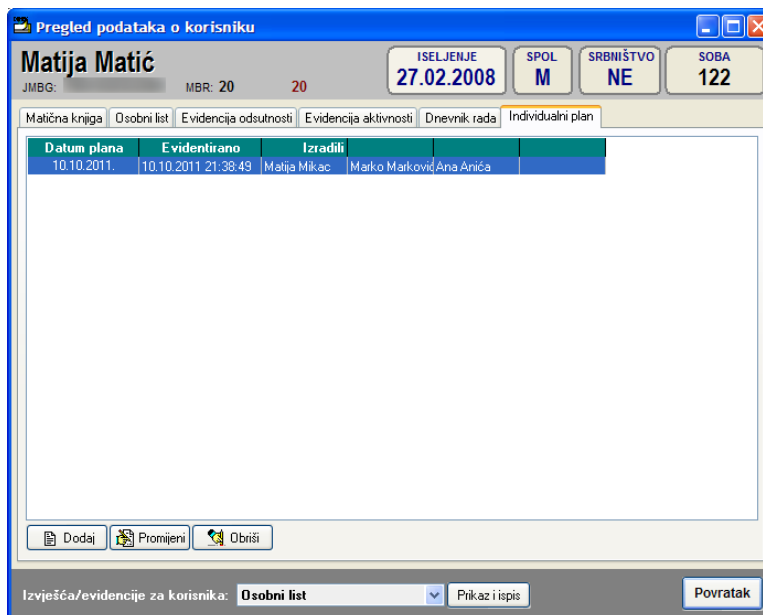 Pregled podataka o korisniku
Matija Matić
JMBG: MBR: 20 20
ISELJENJE
27.02.2008
SPOL
M
SRBNIŠTVO
NE
SOBA
122
Matična knjiga Osobni list Evidencija odsutnosti Evidencija aktivnosti Dnevnik rada Individualni plan
Datum plana Evidentirano Izradili
10.10.2011. 10.10.2011 21:38:49 Matija Mikac Marko Marković Ana Anića
Dodaj Promijeni Obriši
Izvješća/evidencije za korisnika: Osobni list Prikaz i ispis Povratak